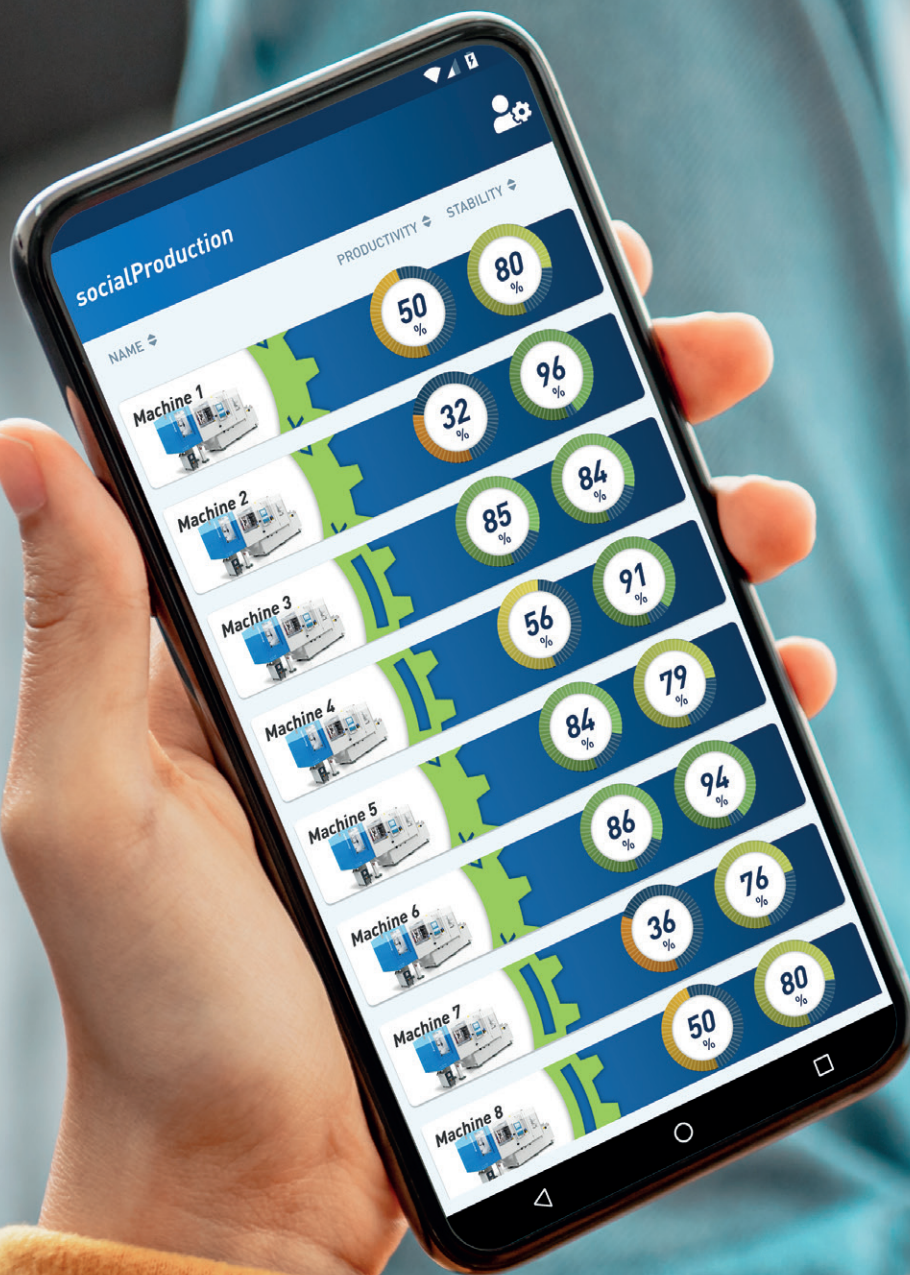 socialProduction
NAME PRODUCTIVITY STABILITY
Machine 1 50 % 80 %
Machine 2 32 % 96 %
Machine 3 85 % 84 %
Machine 4 56 % 91 %
Machine 5 84 % 79 %
Machine 6 86 % 94 %
Machine 7 36 % 76 %
Machine 8 50 % 80 %